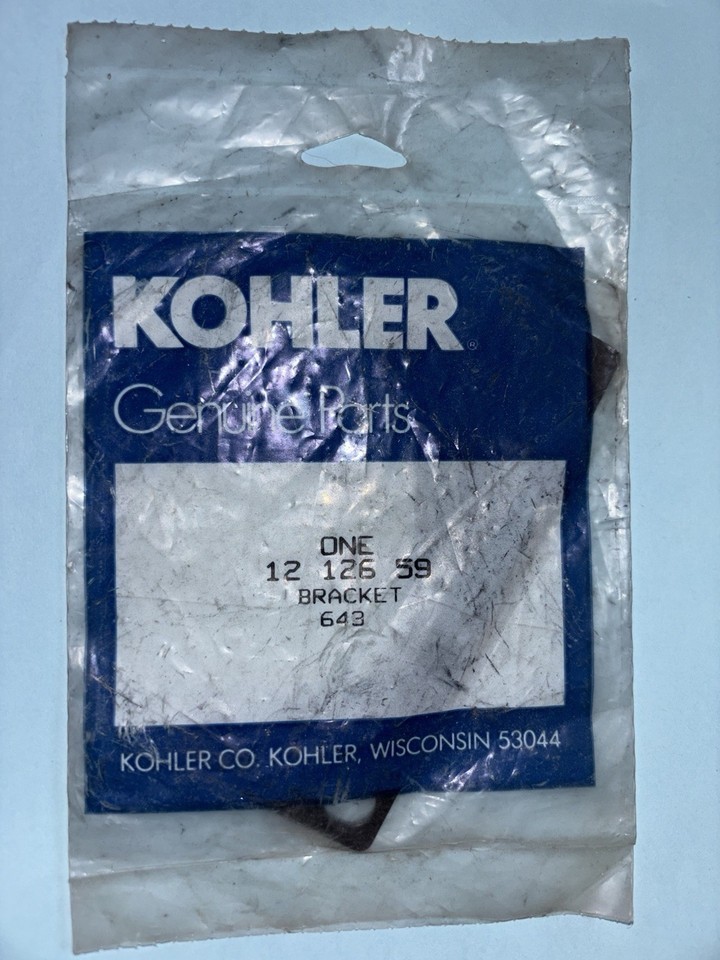 KOHLER®
Genuine Parts
ONE
12 126 59
BRACKET
643
KOHLER CO. KOHLER, WISCONSIN 53044